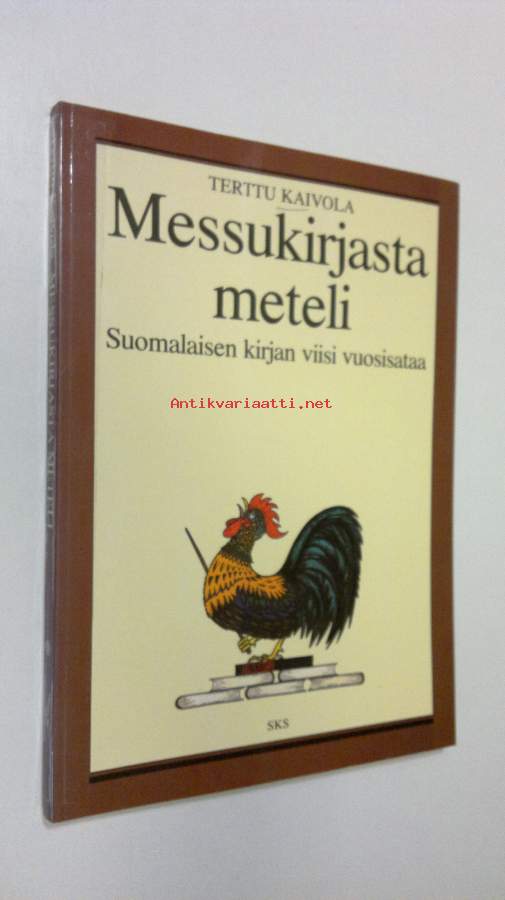 TERTTU KAIVOLA
Messukirjasta
meteli
Suomalaisen kirjan viisi vuosisataa
Antikvariaatti.net
SKS